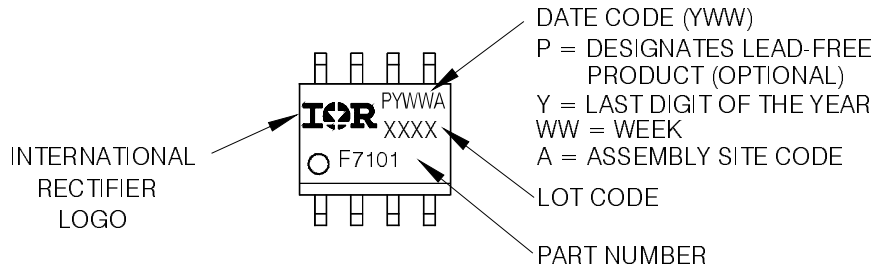 DATE CODE (YWW)
P = DESIGNATES LEAD-FREE
PRODUCT (OPTIONAL)
Y = LAST DIGIT OF THE YEAR
WW = WEEK
A = ASSEMBLY SITE CODE
LOT CODE
PART NUMBER
INTERNATIONAL
RECTIFIER
LOGO
IOR
PYWWA
XXXX
F7101